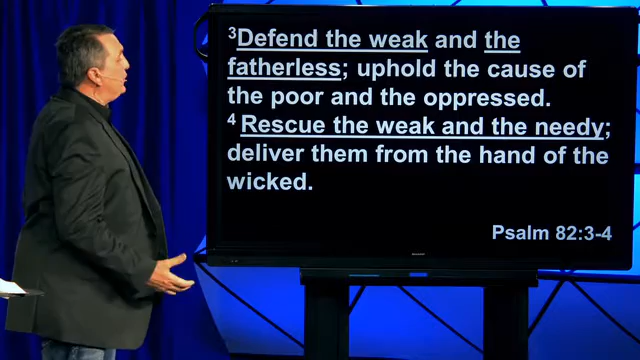 ³Defend the weak and the
fatherless; uphold the cause of
the poor and the oppressed.
⁴ Rescue the weak and the needy;
deliver them from the hand of the
wicked.
Psalm 82:3-4